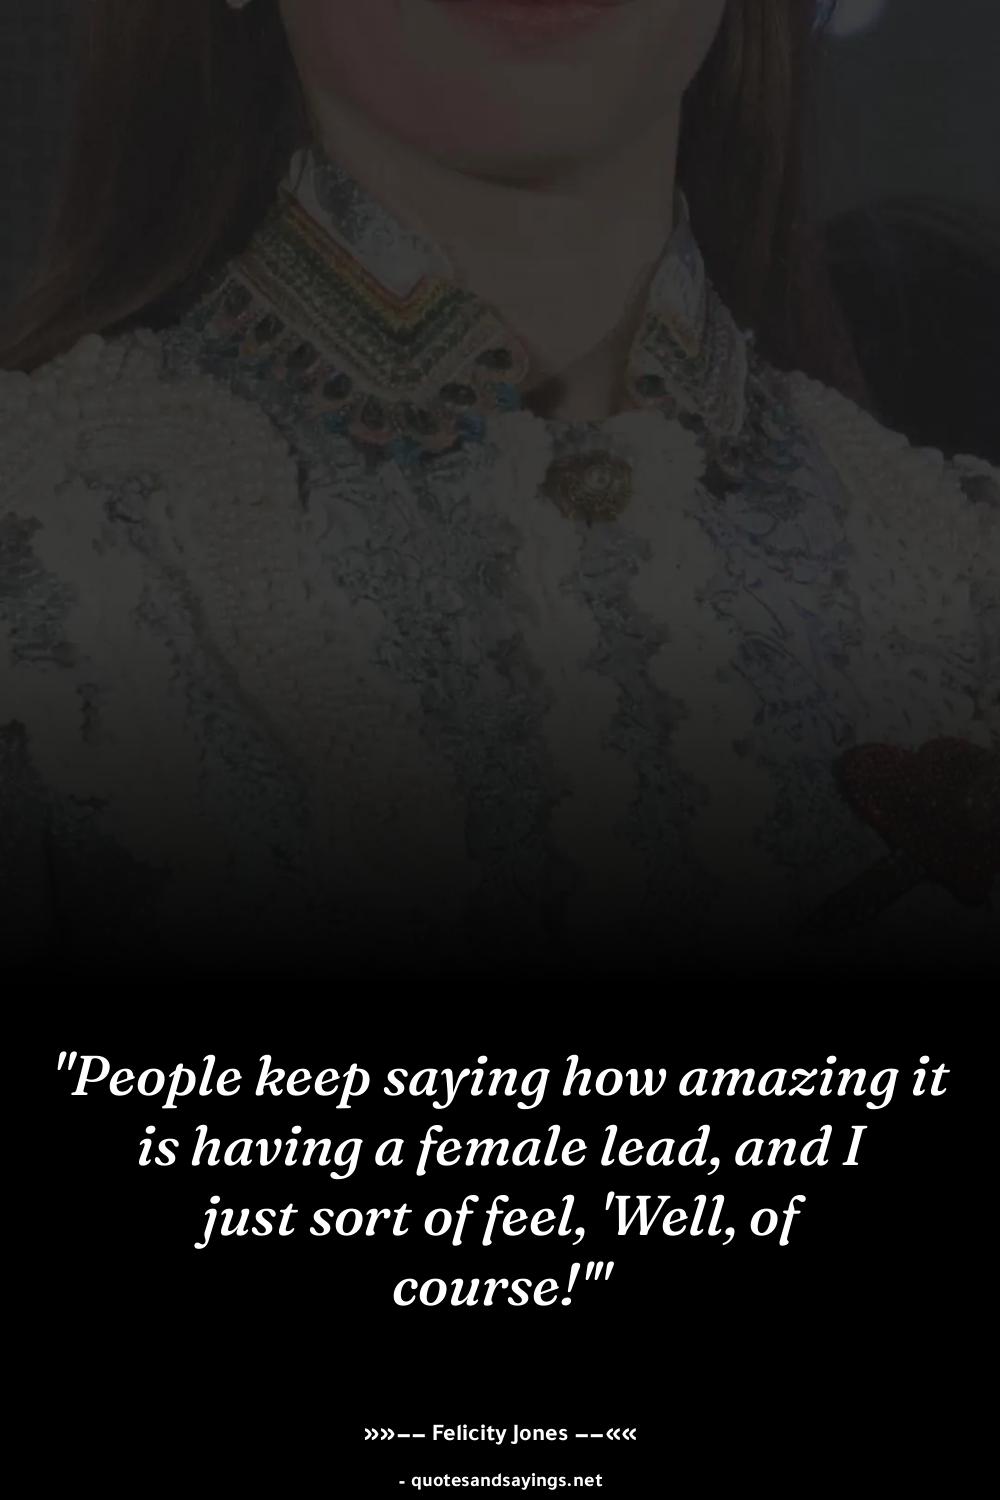 "People keep saying how amazing it
is having a female lead, and I
just sort of feel, 'Well, of
course!'"
»»—— Felicity Jones ——««
- quotesandsayings.net